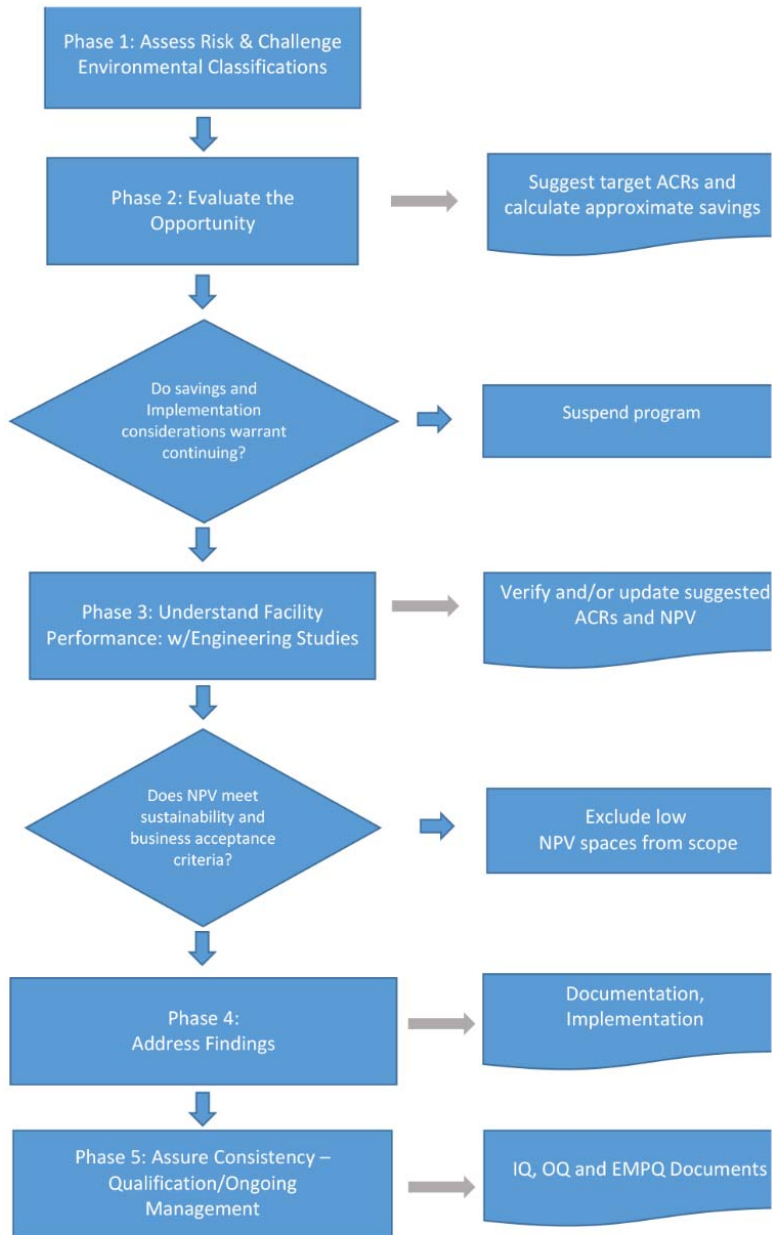 Phase 1: Assess Risk & Challenge
Environmental Classifications
Phase 2: Evaluate the
Opportunity
Suggest target ACRs and
calculate approximate savings
Do savings and
Implementation
considerations warrant
continuing?
Suspend program
Phase 3: Understand Facility
Performance: w/Engineering Studies
Verify and/or update suggested
ACRs and NPV
Does NPV meet
sustainability and
business acceptance
criteria?
Exclude low
NPV spaces from scope
Phase 4:
Address Findings
Documentation,
Implementation
Phase 5: Assure Consistency –
Qualification/Ongoing
Management
IQ, OQ and EMPQ Documents